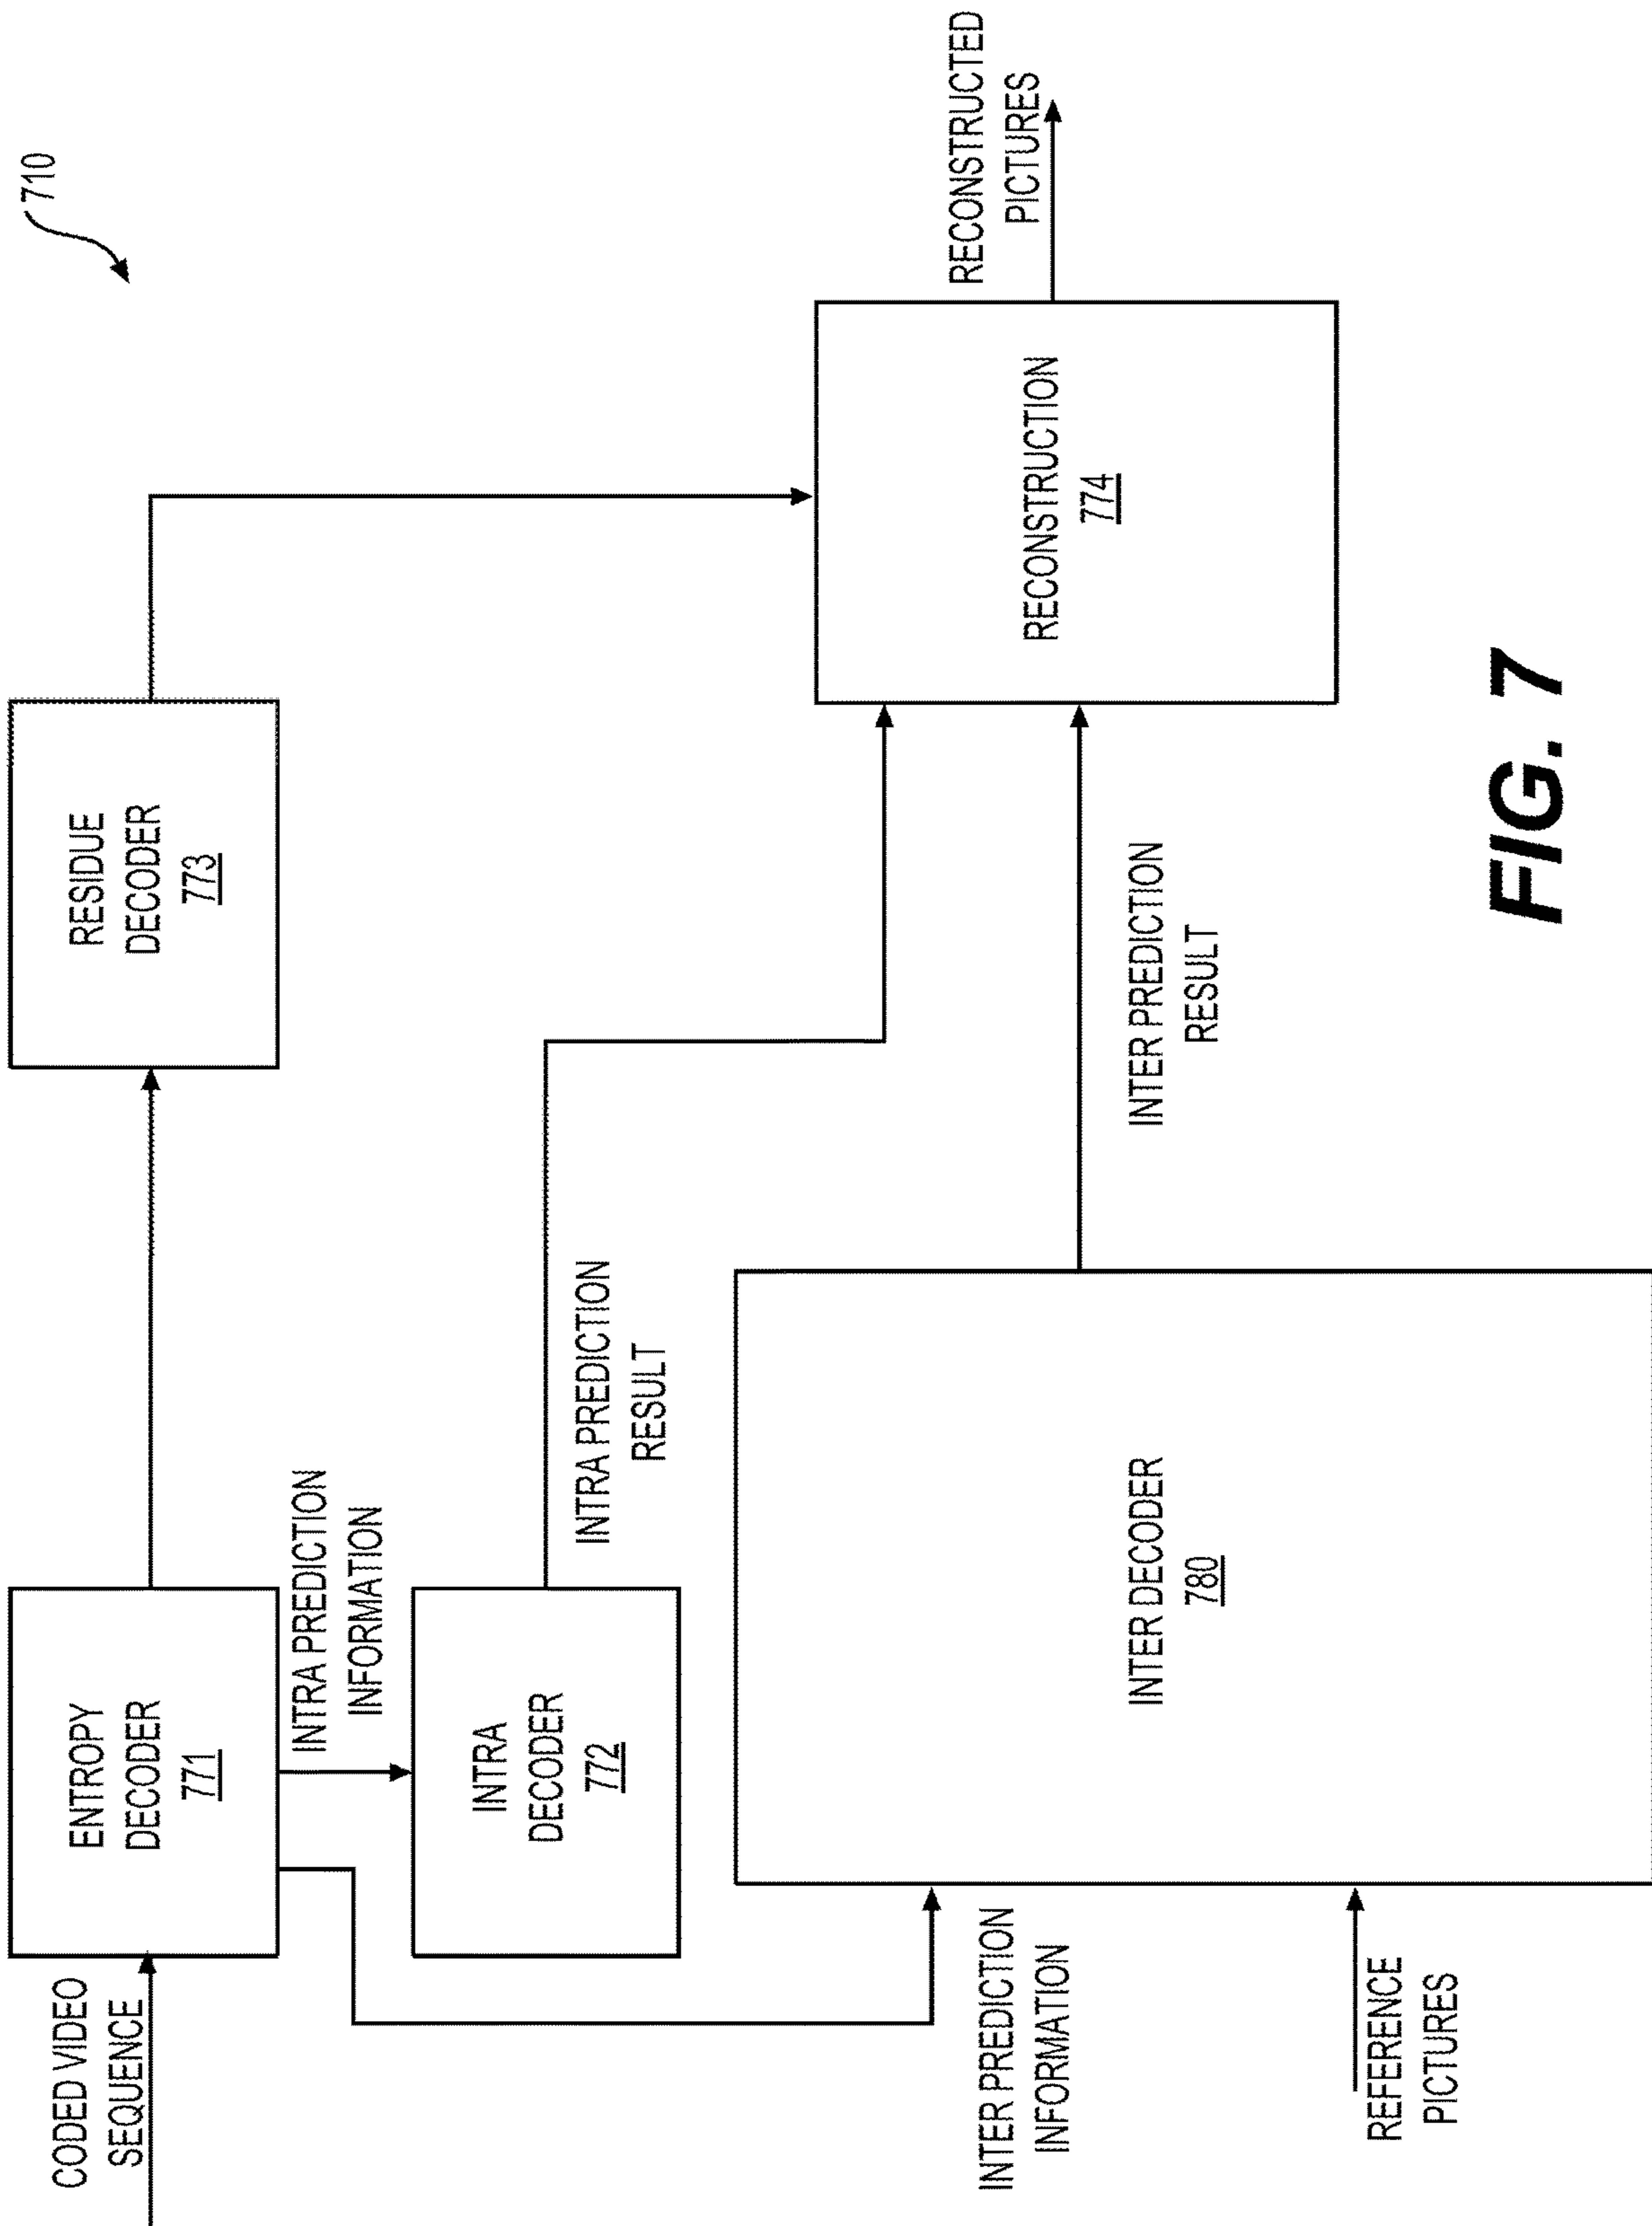 710
CODED VIDEO
SEQUENCE
ENTROPY
DECODER
771
RESIDUE
DECODER
773
INTRA PREDICTION
INFORMATION
INTRA
DECODER
772
INTRA PREDICTION
RESULT
INTER PREDICTION
INFORMATION
REFERENCE
PICTURES
INTER DECODER
780
INTER PREDICTION
RESULT
RECONSTRUCTION
774
RECONSTRUCTED
PICTURES
FIG. 7